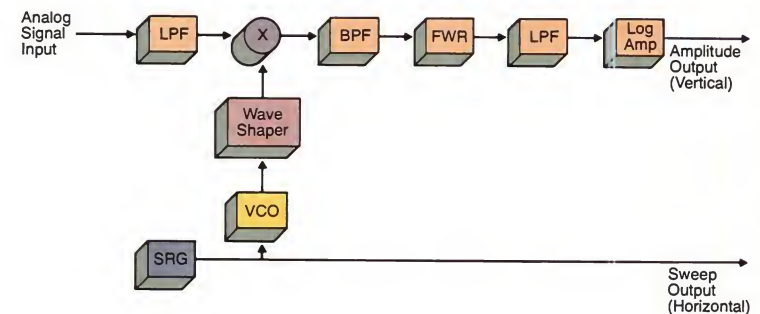 Analog
Signal
Input
LPF
X
BPF
FWR
LPF
Log
Amp
Amplitude
Output
(Vertical)
Wave
Shaper
VCO
SRG
Sweep
Output
(Horizontal)